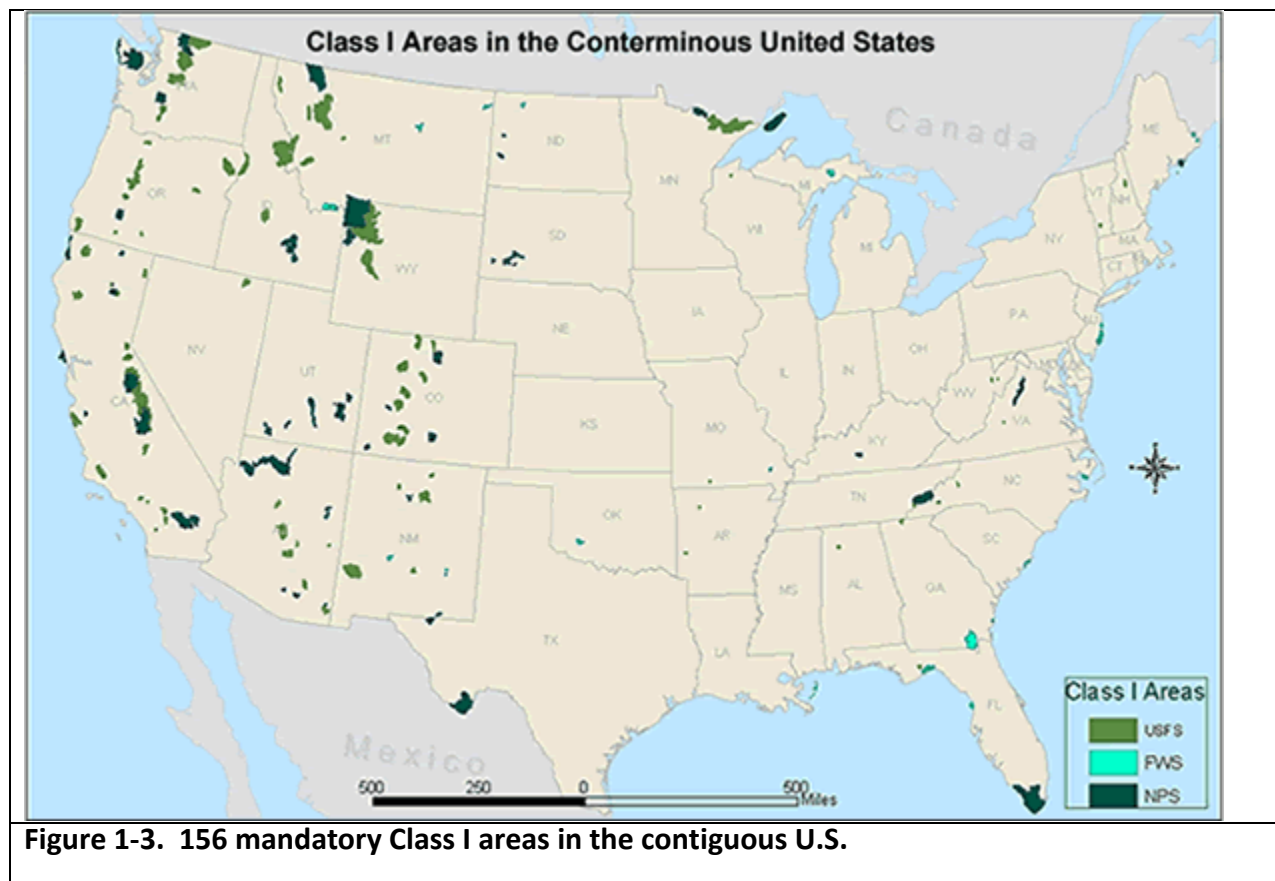 Class I Areas in the Conterminous United States
Canada
WA
MT
ND
MN
ME
OR
ID
MI
VT
NH
WY
SD
WI
MI
NY
MA
CT
NV
UT
CO
NE
IA
IL
IN
OH
PA
NJ
WV
VA
CA
KS
MO
KY
NM
OK
AR
TN
NC
SC
TX
LA
MS
AL
GA
FL
Mexico
500 250 0 500
Miles
Class I Areas
USFS
FWS
NPS
Figure 1-3. 156 mandatory Class I areas in the contiguous U.S.